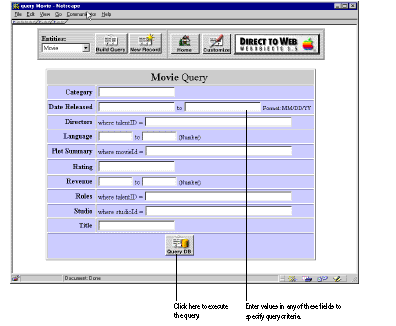 query Movie - Netscape
File Edit View Go Communicator Help
Entities:
Movie
Build Query
New Record
Home
Customize
DIRECT TO WEB
WEBOBJECTS 3.5
Movie Query
Category
Date Released to Format: MM/DD/YY
Directors where talentID =
Language to (Number)
Plot Summary where movieId =
Rating
Revenue to (Number)
Roles where talentID =
Studio where studioId =
Title
Query DB
Document: Done
Click here to execute
the query.
Enter values in any of these fields to
specify query criteria.